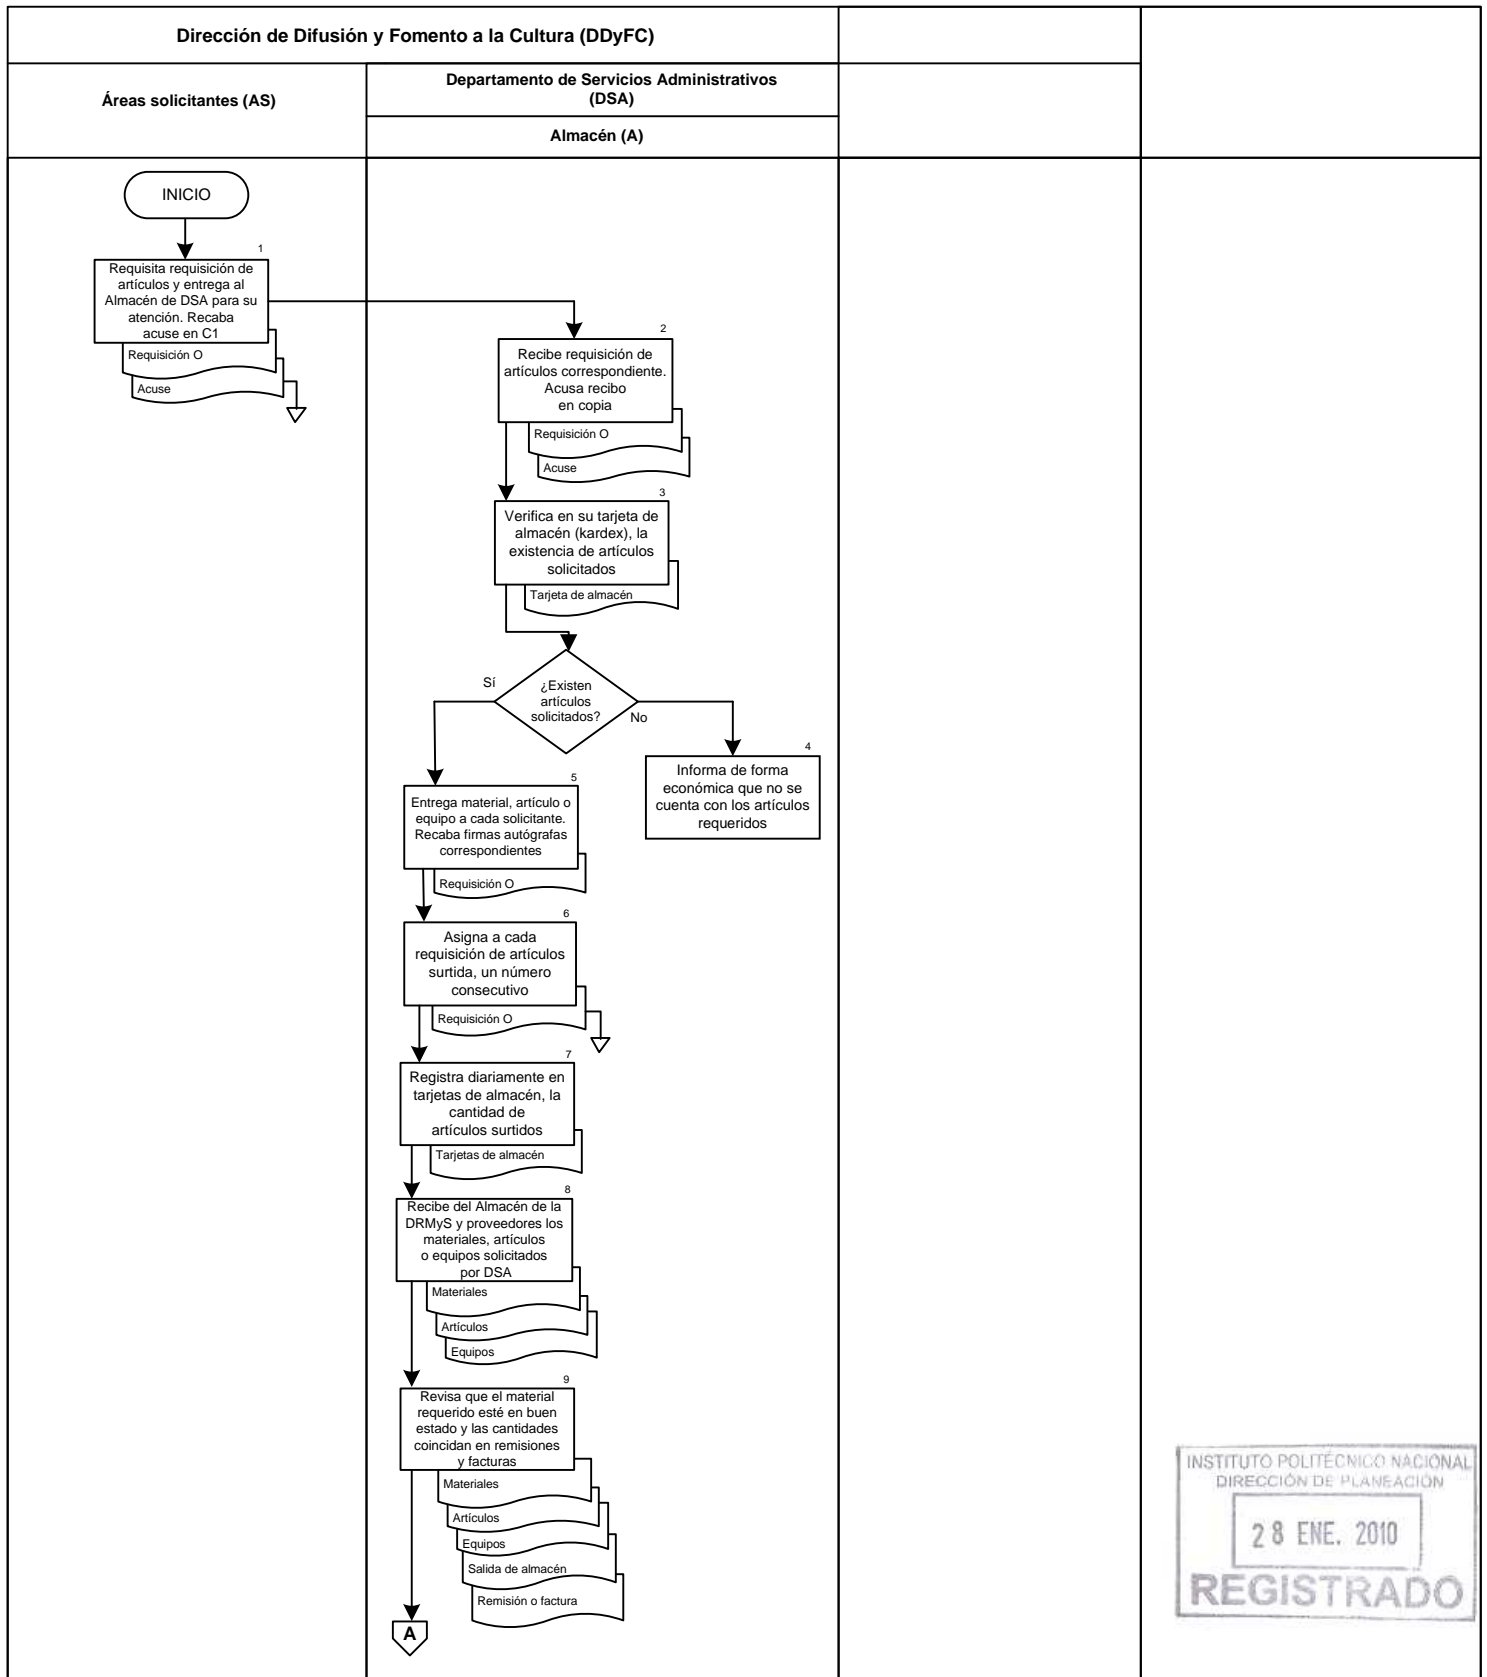 Dirección de Difusión y Fomento a la Cultura (DDyFC)
Áreas solicitantes (AS)
Departamento de Servicios Administrativos
(DSA)
Almacén (A)
INICIO
1
Requisita requisición de
artículos y entrega al
Almacén de DSA para su
atención. Recaba
acuse en C1
Requisición O
Acuse
2
Recibe requisición de
artículos correspondiente.
Acusa recibo
en copia
Requisición O
Acuse
3
Verifica en su tarjeta de
almacén (kardex), la
existencia de artículos
solicitados
Tarjeta de almacén
¿Existen
artículos
solicitados?
Sí
No
4
Informa de forma
económica que no se
cuenta con los artículos
requeridos
5
Entrega material, artículo o
equipo a cada solicitante.
Recaba firmas autógrafas
correspondientes
Requisición O
6
Asigna a cada
requisición de artículos
surtida, un número
consecutivo
Requisición O
7
Registra diariamente en
tarjetas de almacén, la
cantidad de
artículos surtidos
Tarjetas de almacén
8
Recibe del Almacén de la
DRMyS y proveedores los
materiales, artículos
o equipos solicitados
por DSA
Materiales
Artículos
Equipos
9
Revisa que el material
requerido esté en buen
estado y las cantidades
coincidan en remisiones
y facturas
Materiales
Artículos
Equipos
Salida de almacén
Remisión o factura
A
INSTITUTO POLITÉCNICO NACIONAL
DIRECCIÓN DE PLANEACIÓN
28 ENE. 2010
REGISTRADO